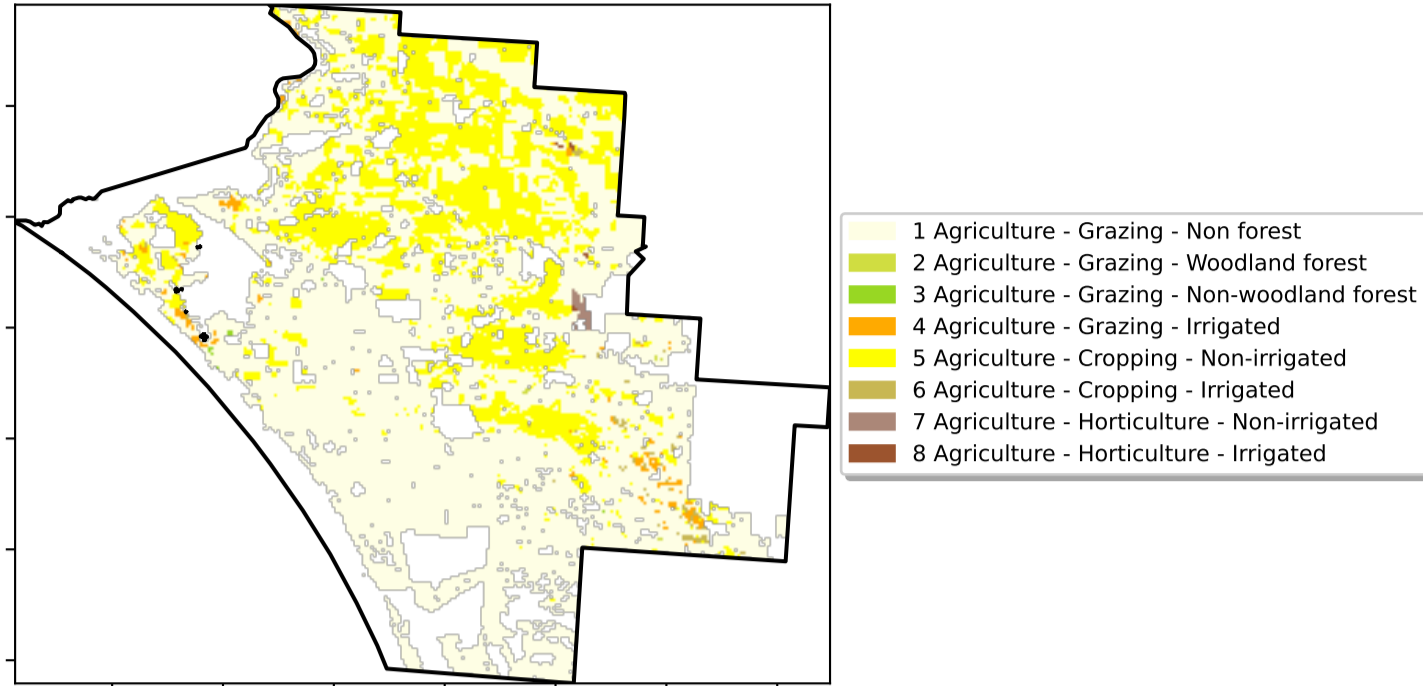 1 Agriculture - Grazing - Non forest
2 Agriculture - Grazing - Woodland forest
3 Agriculture - Grazing - Non-woodland forest
4 Agriculture - Grazing - Irrigated
5 Agriculture - Cropping - Non-irrigated
6 Agriculture - Cropping - Irrigated
7 Agriculture - Horticulture - Non-irrigated
8 Agriculture - Horticulture - Irrigated